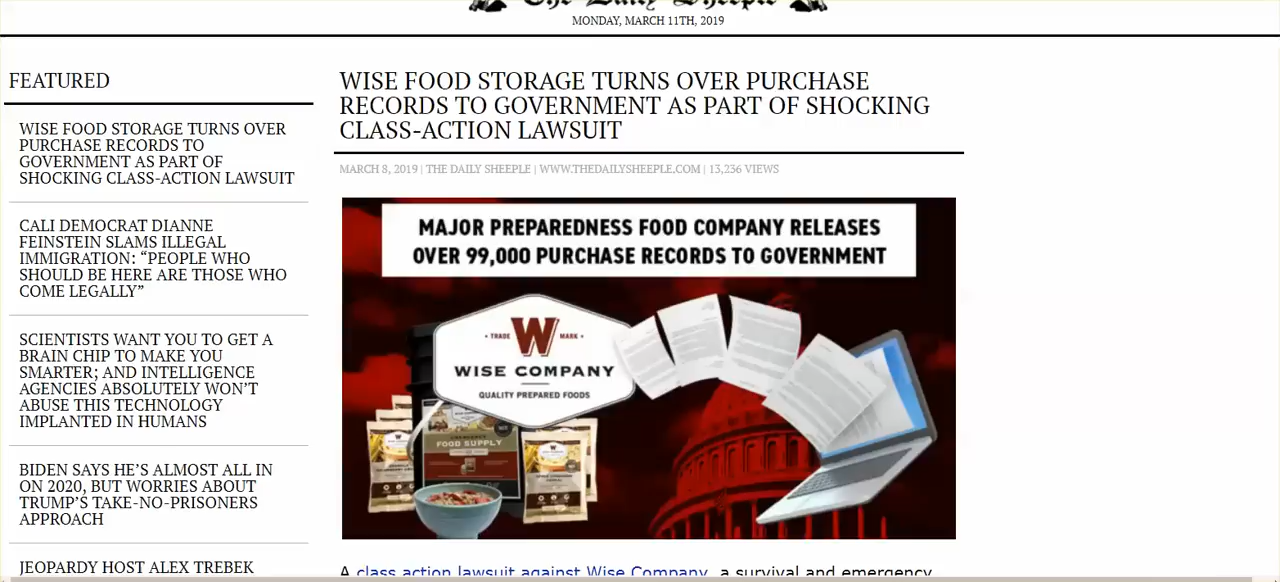 The Daily Sheeple
MONDAY, MARCH 11TH, 2019
FEATURED
WISE FOOD STORAGE TURNS OVER
PURCHASE RECORDS TO
GOVERNMENT AS PART OF
SHOCKING CLASS-ACTION LAWSUIT
CALI DEMOCRAT DIANNE
FEINSTEIN SLAMS ILLEGAL
IMMIGRATION: “PEOPLE WHO
SHOULD BE HERE ARE THOSE WHO
COME LEGALLY”
SCIENTISTS WANT YOU TO GET A
BRAIN CHIP TO MAKE YOU
SMARTER; AND INTELLIGENCE
AGENCIES ABSOLUTELY WON’T
ABUSE THIS TECHNOLOGY
IMPLANTED IN HUMANS
BIDEN SAYS HE’S ALMOST ALL IN
ON 2020, BUT WORRIES ABOUT
TRUMP’S TAKE-NO-PRISONERS
APPROACH
JEOPARDY HOST ALEX TREBEK
WISE FOOD STORAGE TURNS OVER PURCHASE
RECORDS TO GOVERNMENT AS PART OF SHOCKING
CLASS-ACTION LAWSUIT
MARCH 8, 2019 | THE DAILY SHEEPLE | WWW.THEDAILYSHEEPLE.COM | 13,236 VIEWS
MAJOR PREPAREDNESS FOOD COMPANY RELEASES
OVER 99,000 PURCHASE RECORDS TO GOVERNMENT
• TRADE W MARK •
WISE COMPANY
QUALITY PREPARED FOODS
FOOD SUPPLY
A class action lawsuit against Wise Company, a survival and emergency